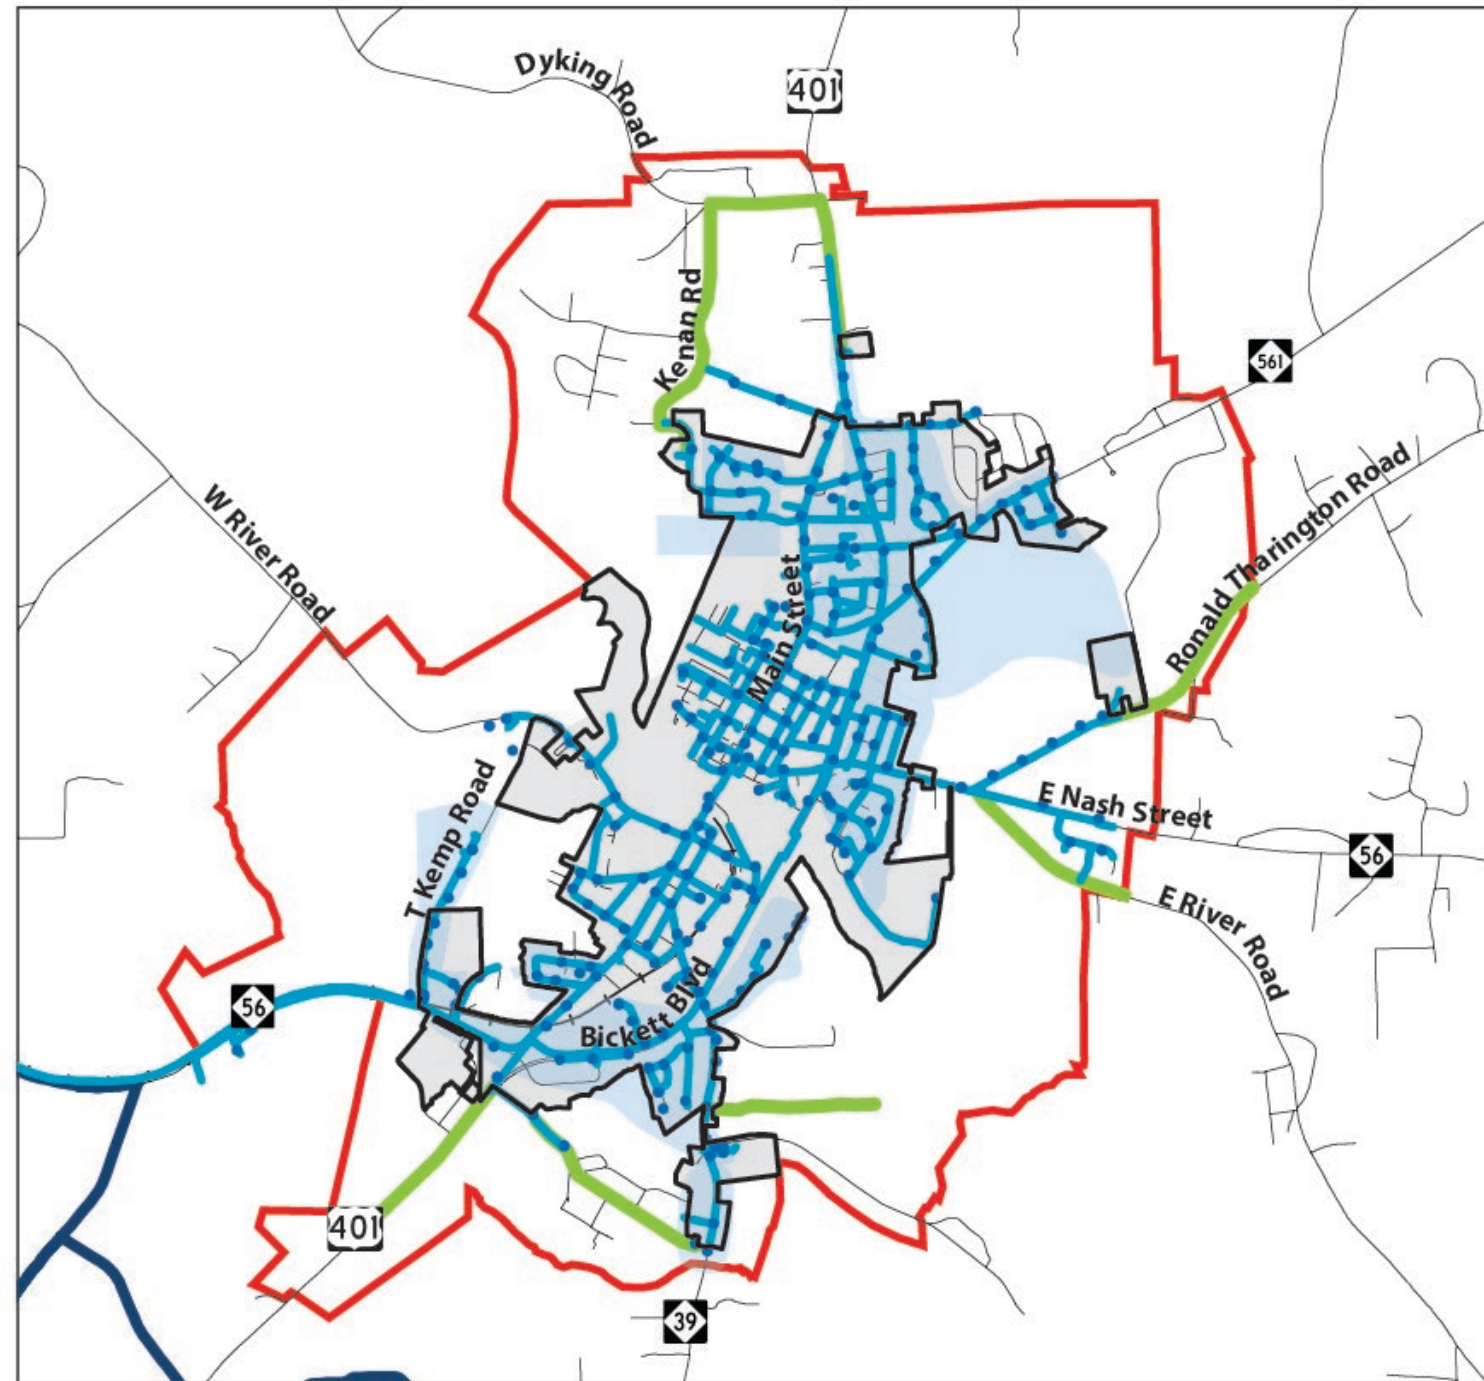 Dyking Road
401
Kenan Rd
561
W River Road
Ronald Tharington Road
Main Street
E Nash Street
T Kemp Road
56
E River Road
56
Bickett Blvd
401
39